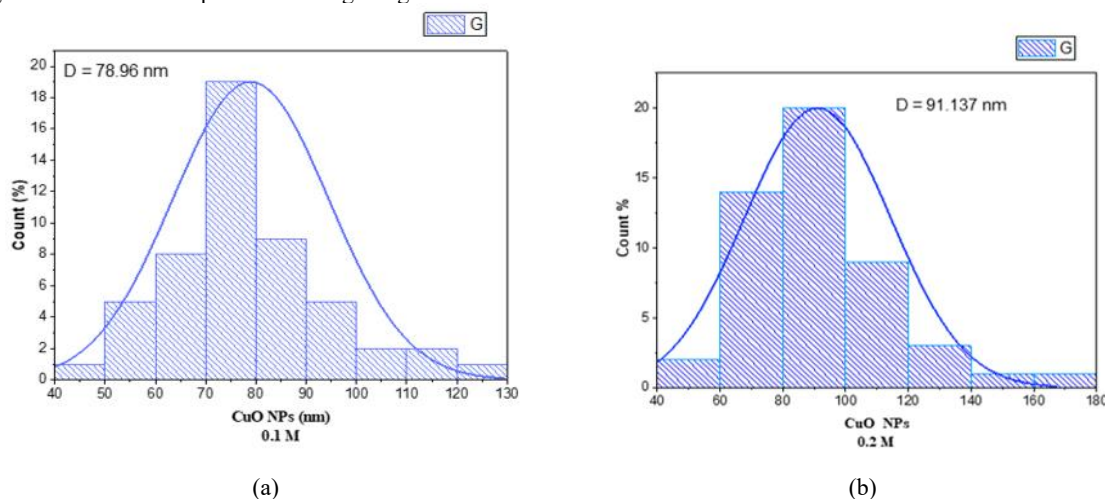 G
D = 78.96 nm
20
18
16
14
12
10
8
6
4
2
0
Count (%)
40 50 60 70 80 90 100 110 120 130
CuO NPs (nm)
0.1 M
(a)
G
D = 91.137 nm
20
15
10
5
0
Count %
40 60 80 100 120 140 160 180
CuO NPs
0.2 M
(b)